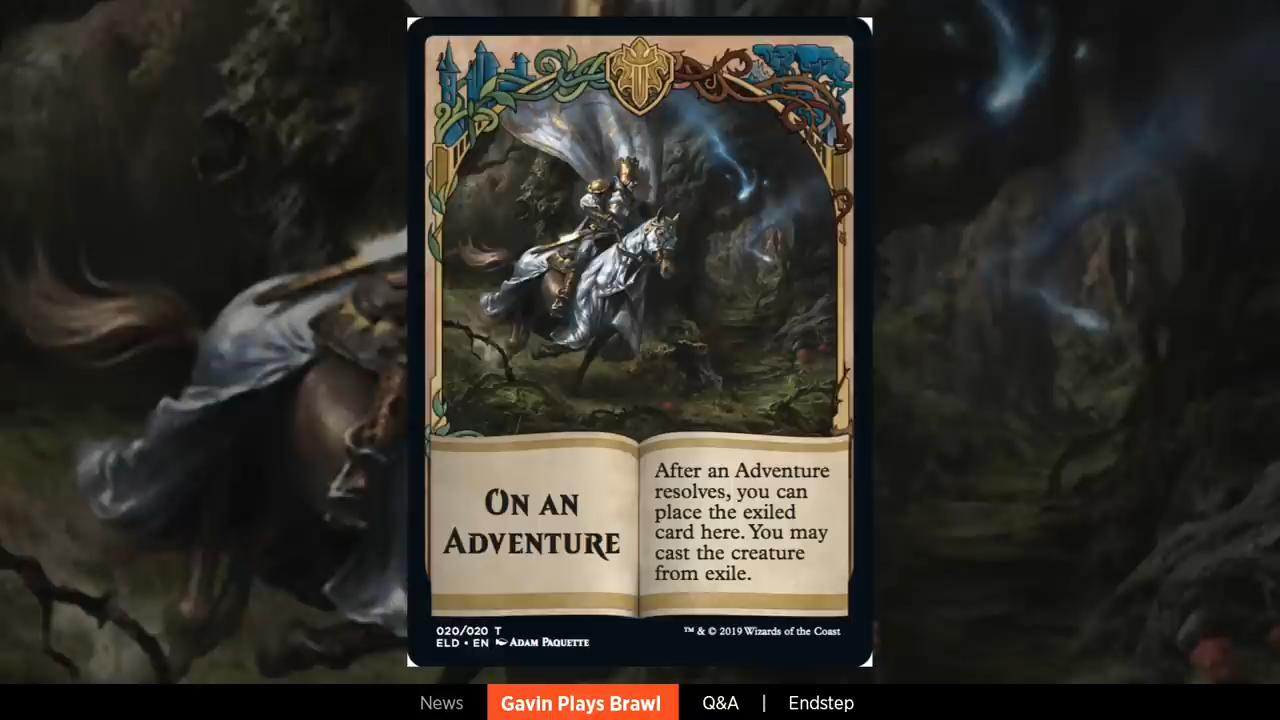 On an
Adventure
After an Adventure
resolves, you can
place the exiled
card here. You may
cast the creature
from exile.
020/020 T
ELD • EN Adam Paquette
™ & © 2019 Wizards of the Coast
News Gavin Plays Brawl Q&A | Endstep